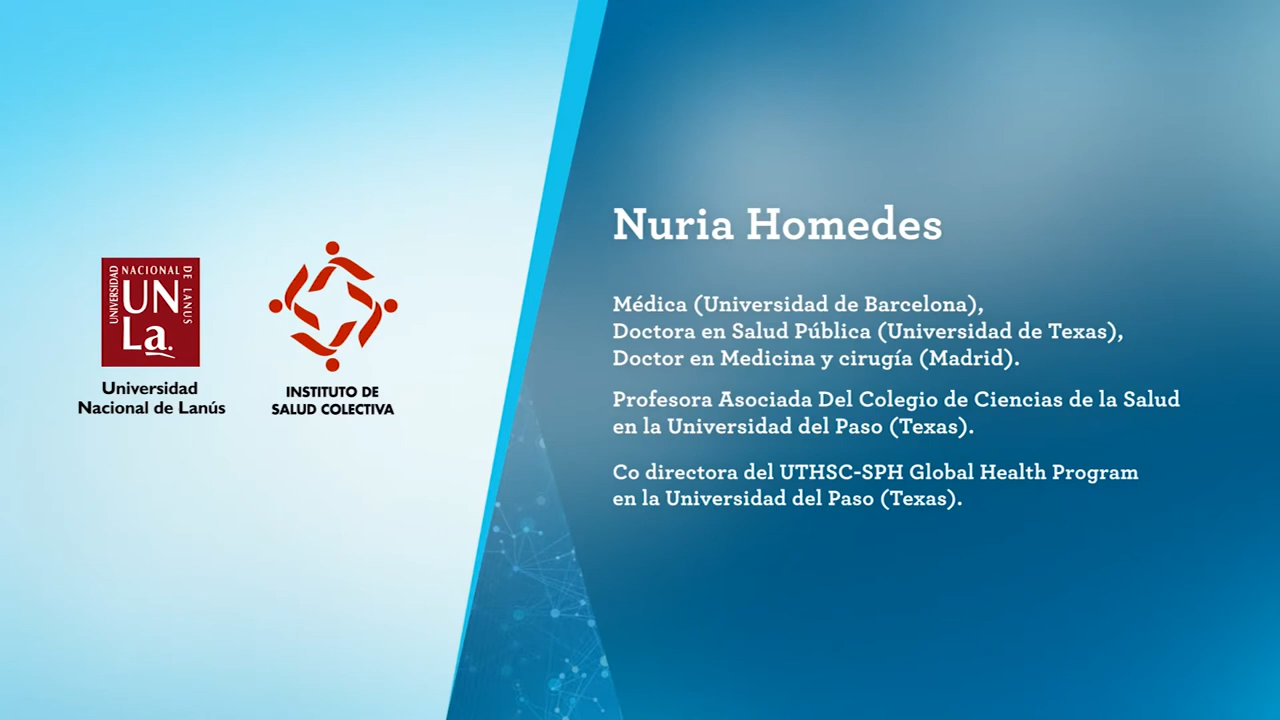 UNIVERSIDAD NACIONAL DE LANUS
UN
La.
Universidad
Nacional de Lanús
INSTITUTO DE
SALUD COLECTIVA
Nuria Homedes
Médica (Universidad de Barcelona),
Doctora en Salud Pública (Universidad de Texas),
Doctor en Medicina y cirugía (Madrid).
Profesora Asociada Del Colegio de Ciencias de la Salud
en la Universidad del Paso (Texas).
Co directora del UTHSC-SPH Global Health Program
en la Universidad del Paso (Texas).